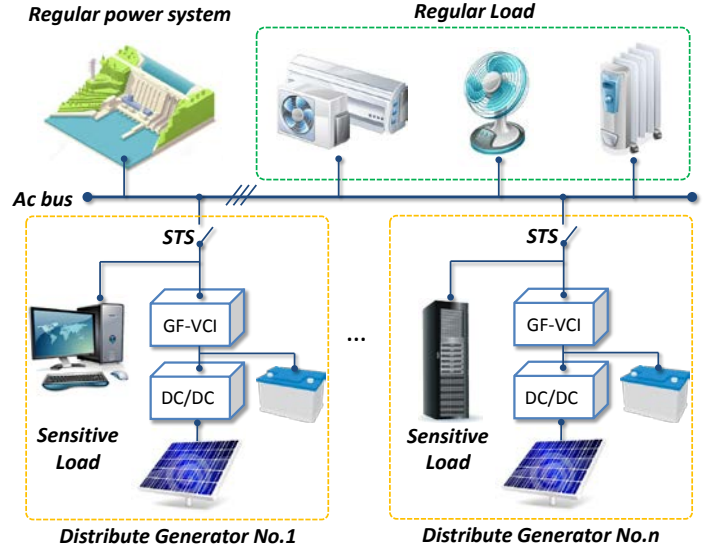 Regular power system
Regular Load
Ac bus
STS
GF-VCI
DC/DC
Sensitive
Load
Distribute Generator No.1
...
STS
GF-VCI
DC/DC
Sensitive
Load
Distribute Generator No.n